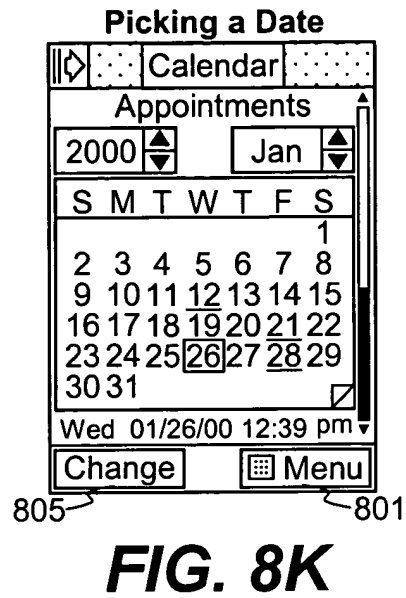 Picking a Date
Calendar
Appointments
2000 Jan
S M T W T F S
1
2 3 4 5 6 7 8
9 10 11 12 13 14 15
16 17 18 19 20 21 22
23 24 25 26 27 28 29
30 31
Wed 01/26/00 12:39 pm
Change Menu
805 801
FIG. 8K